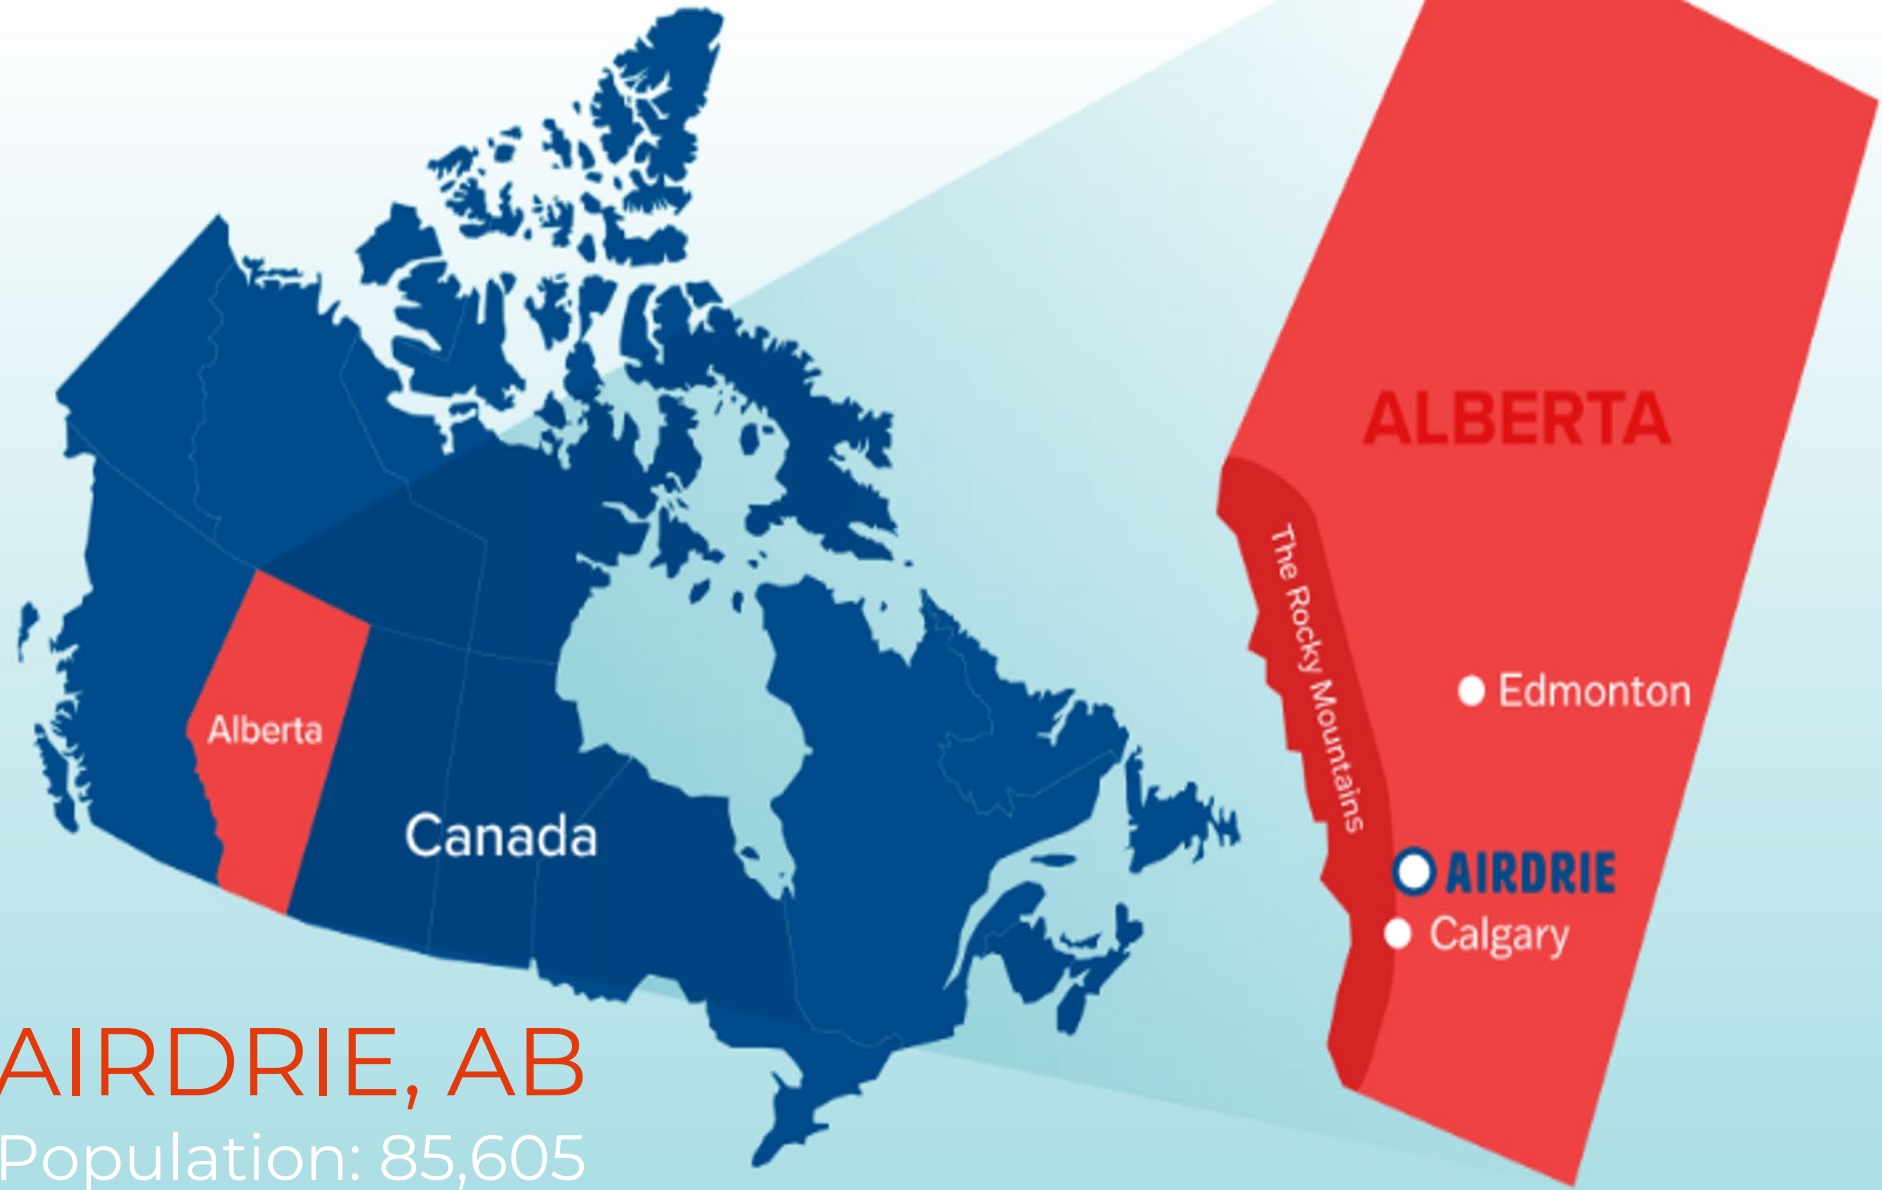 ALBERTA
The Rocky Mountains
Edmonton
Alberta
Canada
AIRDRIE
Calgary
AIRDRIE, AB
Population: 85,605